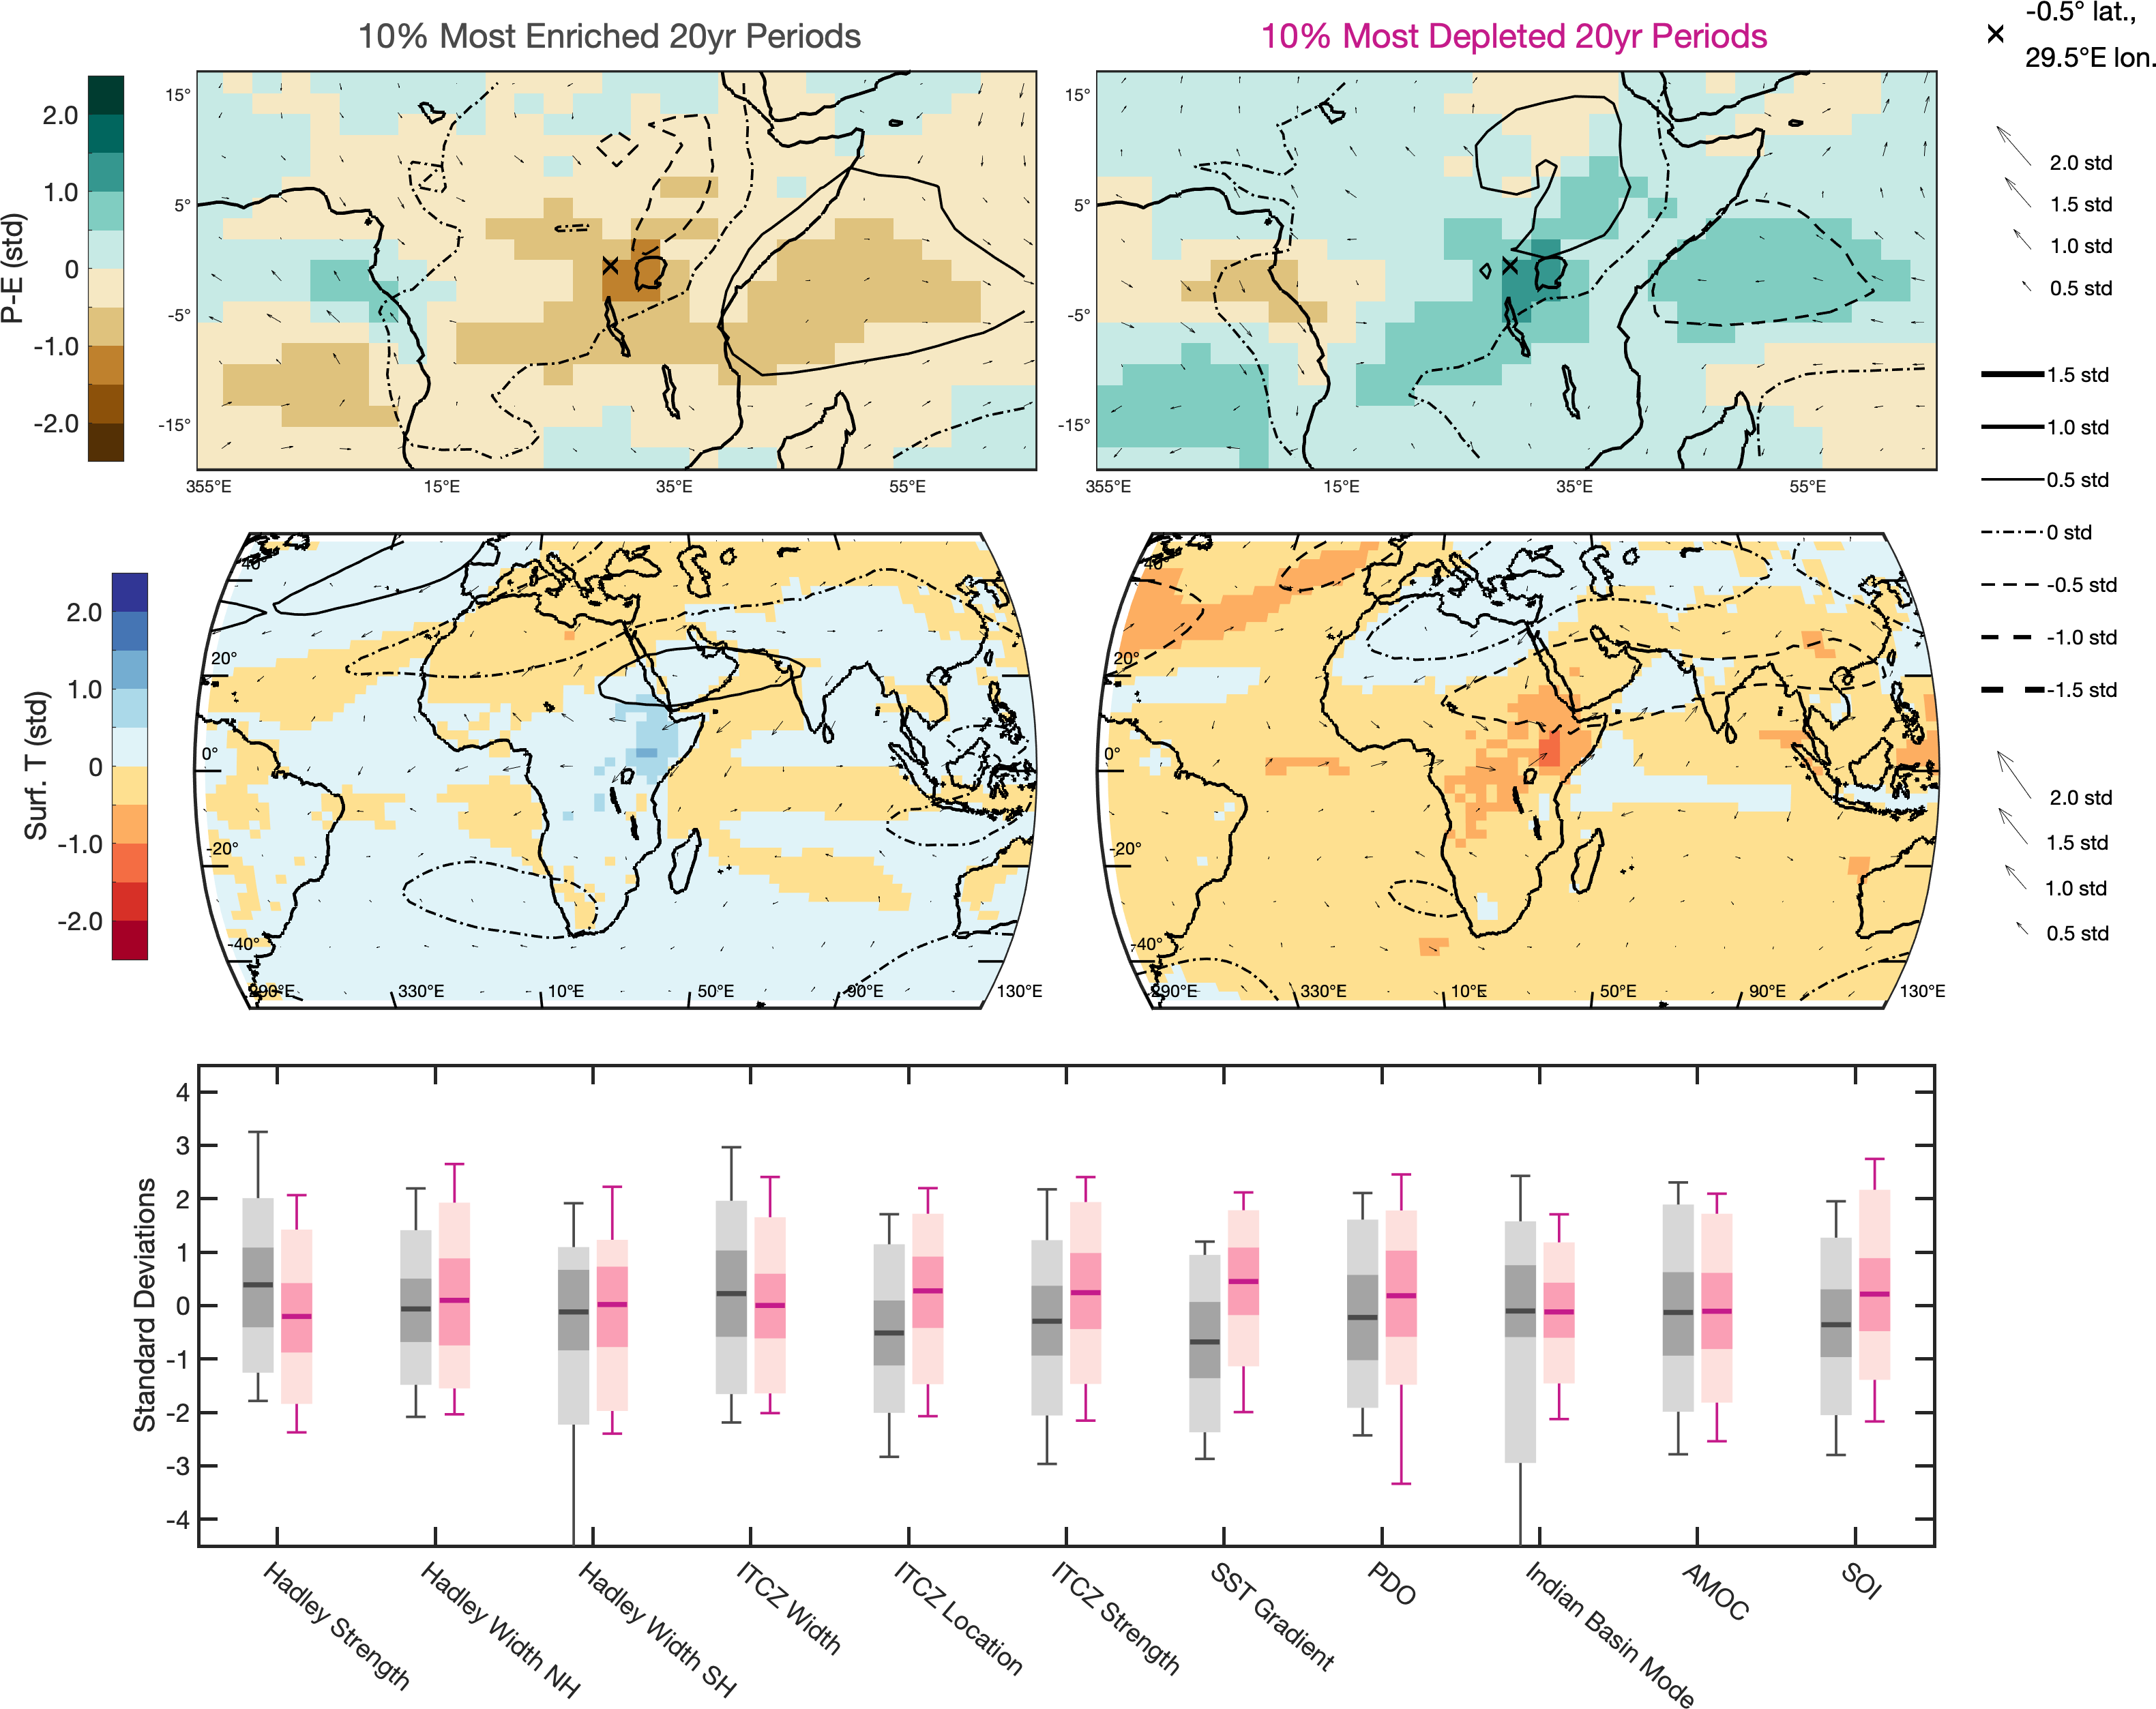 10% Most Enriched 20yr Periods
10% Most Depleted 20yr Periods
-0.5° lat.,
29.5°E lon.
P-E (std)
2.0
1.0
0
-1.0
-2.0
15°
5°
-5°
-15°
355°E
15°E
35°E
55°E
15°
5°
-5°
-15°
355°E
15°E
35°E
55°E
2.0 std
1.5 std
1.0 std
0.5 std
1.5 std
1.0 std
0.5 std
0 std
-0.5 std
-1.0 std
-1.5 std
2.0 std
1.5 std
1.0 std
0.5 std
Surf. T (std)
2.0
1.0
0
-1.0
-2.0
40°
20°
0°
-20°
-40°
290°E
330°E
10°E
50°E
90°E
130°E
40°
20°
0°
-20°
-40°
290°E
330°E
10°E
50°E
90°E
130°E
Standard Deviations
4
3
2
1
0
-1
-2
-3
-4
Hadley Strength
Hadley Width NH
Hadley Width SH
ITCZ Width
ITCZ Location
ITCZ Strength
SST Gradient
PDO
Indian Basin Mode
AMOC
SOI